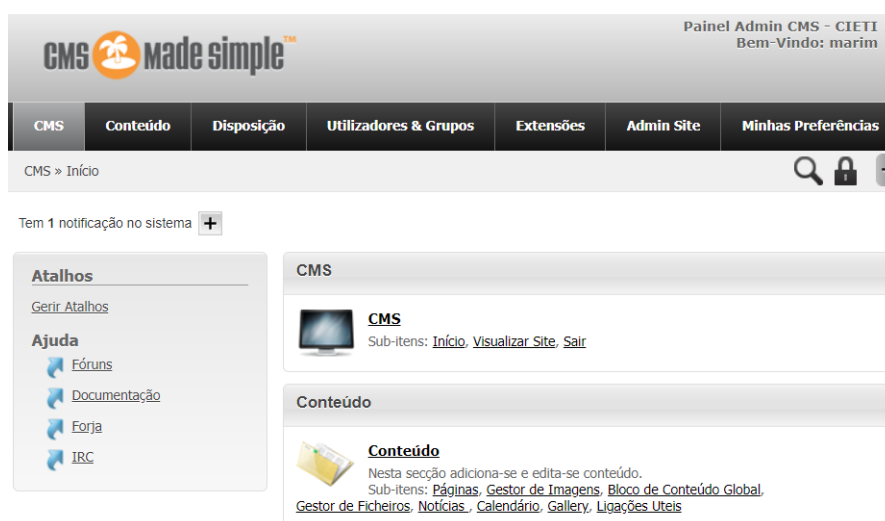 CMS Made simple™
Painel Admin CMS - CIETI
Bem-Vindo: marim
CMS Conteúdo Disposição Utilizadores & Grupos Extensões Admin Site Minhas Preferências
CMS » Início
Tem 1 notificação no sistema +
Atalhos
Gerir Atalhos
Ajuda
Fóruns
Documentação
Forja
IRC
CMS
CMS
Sub-itens: Início, Visualizar Site, Sair
Conteúdo
Conteúdo
Nesta secção adiciona-se e edita-se conteúdo.
Sub-itens: Páginas, Gestor de Imagens, Bloco de Conteúdo Global,
Gestor de Ficheiros, Notícias , Calendário, Gallery, Ligações Uteis